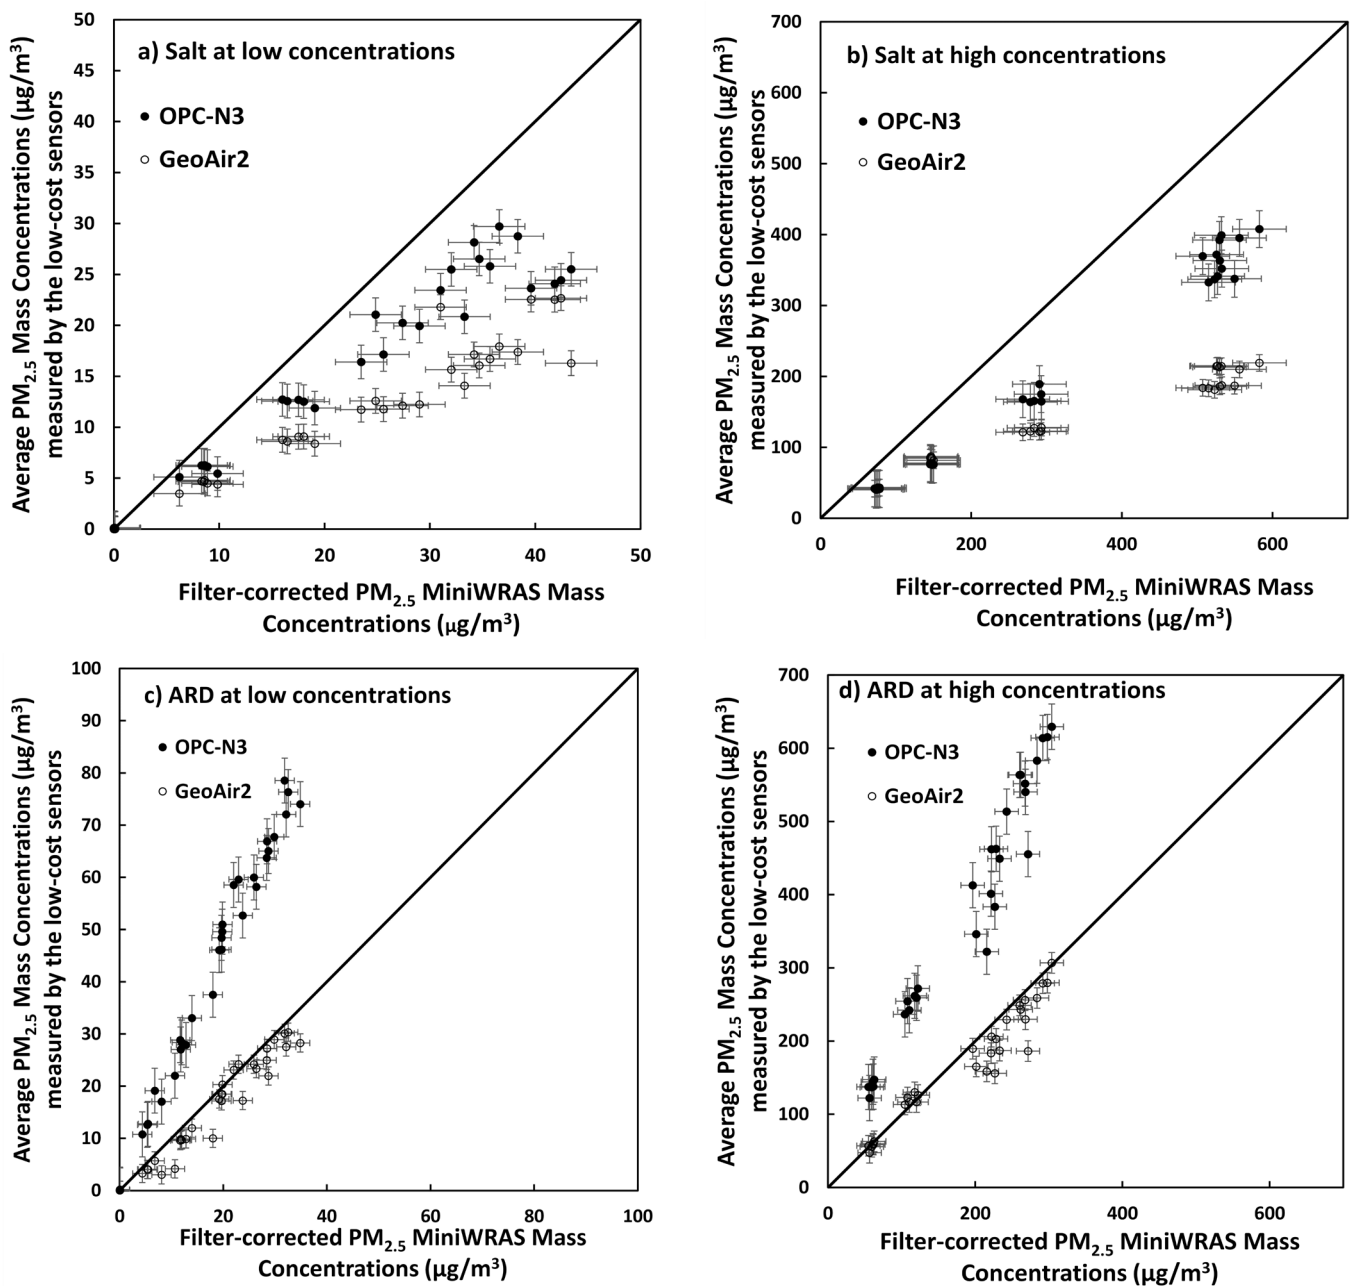 Average PM2.5 Mass Concentrations (µg/m³)
measured by the low-cost sensors
a) Salt at low concentrations
OPC-N3
GeoAir2
50
45
40
35
30
25
20
15
10
5
0
0 10 20 30 40 50
Filter-corrected PM2.5 MiniWRAS Mass
Concentrations (µg/m³)
Average PM2.5 Mass Concentrations (µg/m³)
measured by the low-cost sensors
b) Salt at high concentrations
OPC-N3
GeoAir2
700
600
500
400
300
200
100
0
0 200 400 600
Filter-corrected PM2.5 MiniWRAS Mass
Concentrations (µg/m³)
Average PM2.5 Mass Concentrations (µg/m³)
measured by the low-cost sensors
c) ARD at low concentrations
OPC-N3
GeoAir2
100
90
80
70
60
50
40
30
20
10
0
0 20 40 60 80 100
Filter-corrected PM2.5 MiniWRAS Mass
Concentrations (µg/m³)
Average PM2.5 Mass Concentrations (µg/m³)
measured by the low-cost sensors
d) ARD at high concentrations
OPC-N3
GeoAir2
700
600
500
400
300
200
100
0
0 200 400 600
Filter-corrected PM2.5 MiniWRAS Mass
Concentrations (µg/m³)